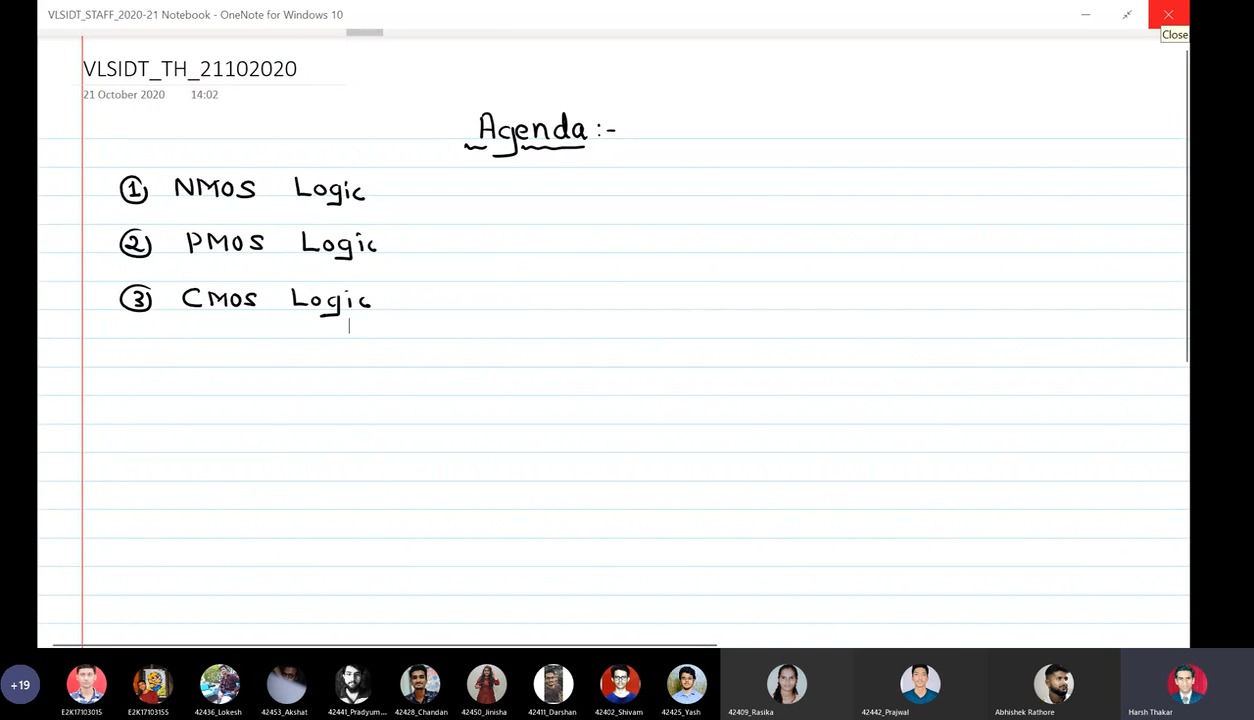 VLSIDT_STAFF_2020-21 Notebook - OneNote for Windows 10
Close
VLSIDT_TH_21102020
21 October 2020 14:02
Agenda :-
① NMOS Logic
② PMOS Logic
③ CMOS Logic
+19
E2K17103015 E2K17103155 42436_Lokesh 42453_Akshat 42441_Pradyum... 42428_Chandan 42450_Jinisha 42411_Darshan 42402_Shivam 42425_Yash 42409_Rasika 42442_Prajwal Abhishek Rathore Harsh Thakar